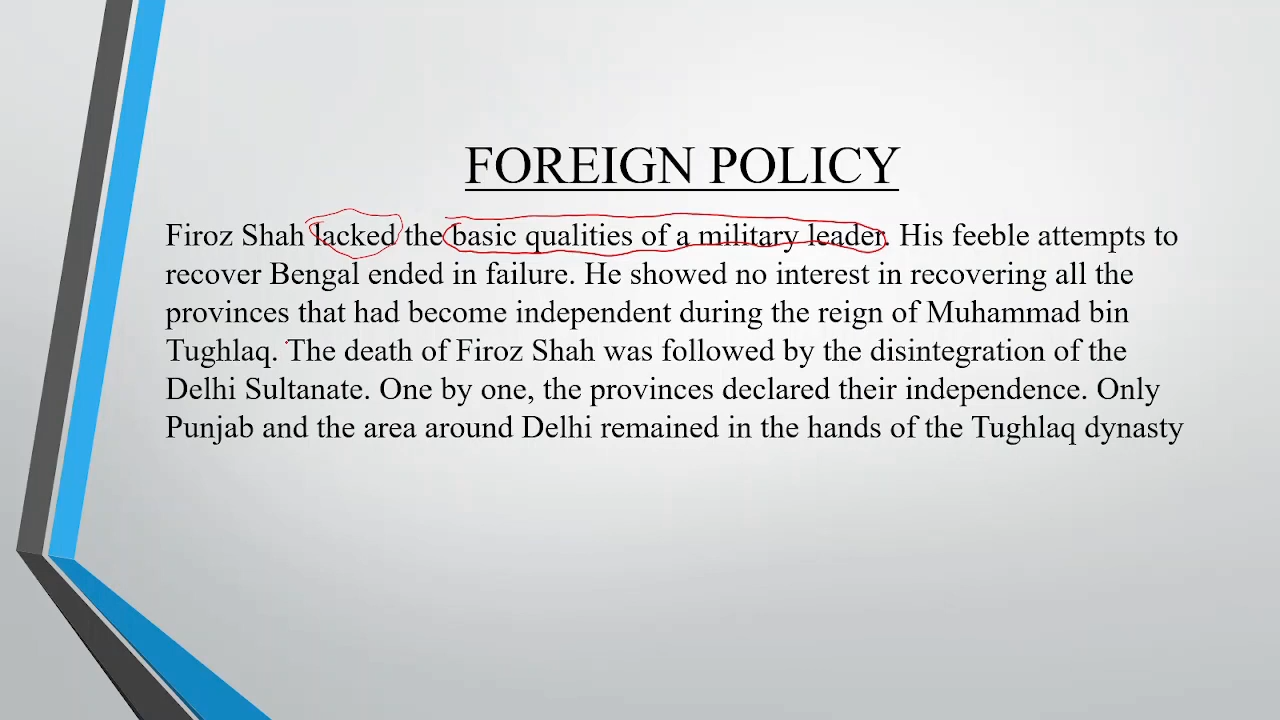 FOREIGN POLICY
Firoz Shah lacked the basic qualities of a military leader. His feeble attempts to
recover Bengal ended in failure. He showed no interest in recovering all the
provinces that had become independent during the reign of Muhammad bin
Tughlaq. The death of Firoz Shah was followed by the disintegration of the
Delhi Sultanate. One by one, the provinces declared their independence. Only
Punjab and the area around Delhi remained in the hands of the Tughlaq dynasty